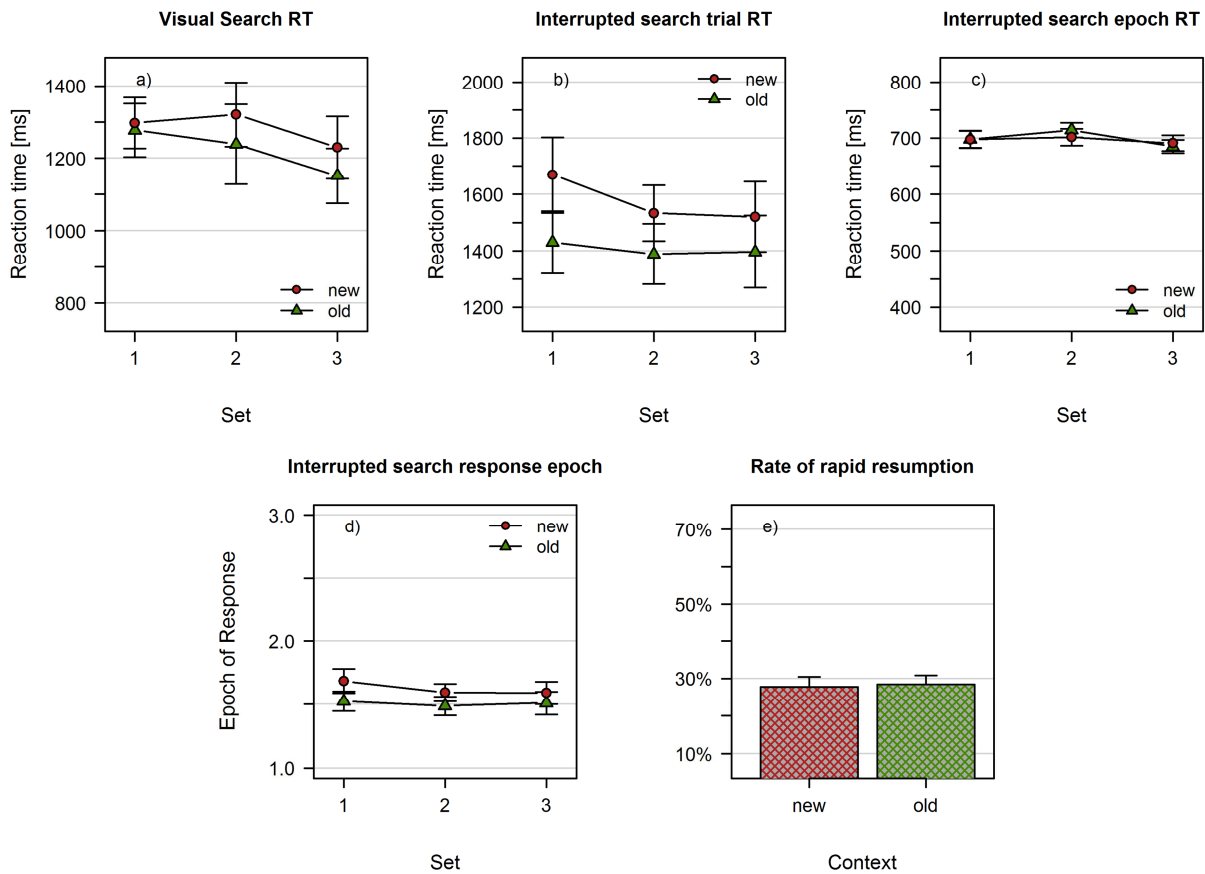 Visual Search RT
a)
Reaction time [ms]
1400
1200
1000
800
new
old
1 2 3
Set
Interrupted search trial RT
b)
new
old
Reaction time [ms]
2000
1800
1600
1400
1200
1 2 3
Set
Interrupted search epoch RT
c)
Reaction time [ms]
800
700
600
500
400
new
old
1 2 3
Set
Interrupted search response epoch
d)
new
old
Epoch of Response
3.0
2.0
1.0
1 2 3
Set
Rate of rapid resumption
e)
70%
50%
30%
10%
new old
Context